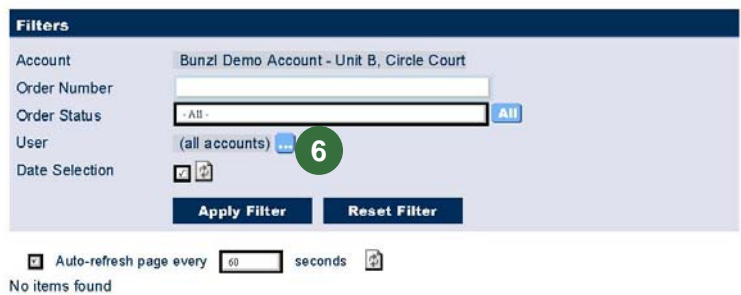 Filters
Account Bunzl Demo Account - Unit B, Circle Court
Order Number
Order Status - All - All
User (all accounts) ... 6
Date Selection
Apply Filter Reset Filter
Auto-refresh page every 60 seconds
No items found